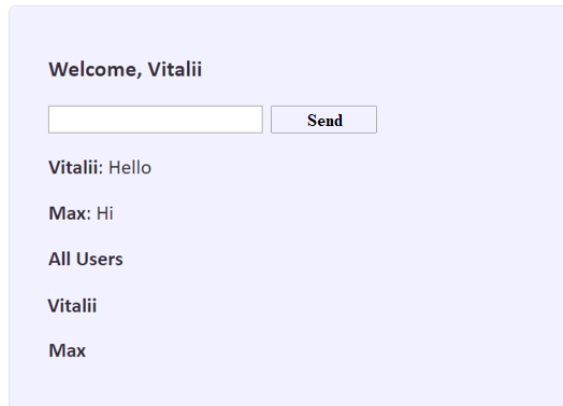 Welcome, Vitalii
Send
Vitalii: Hello
Max: Hi
All Users
Vitalii
Max